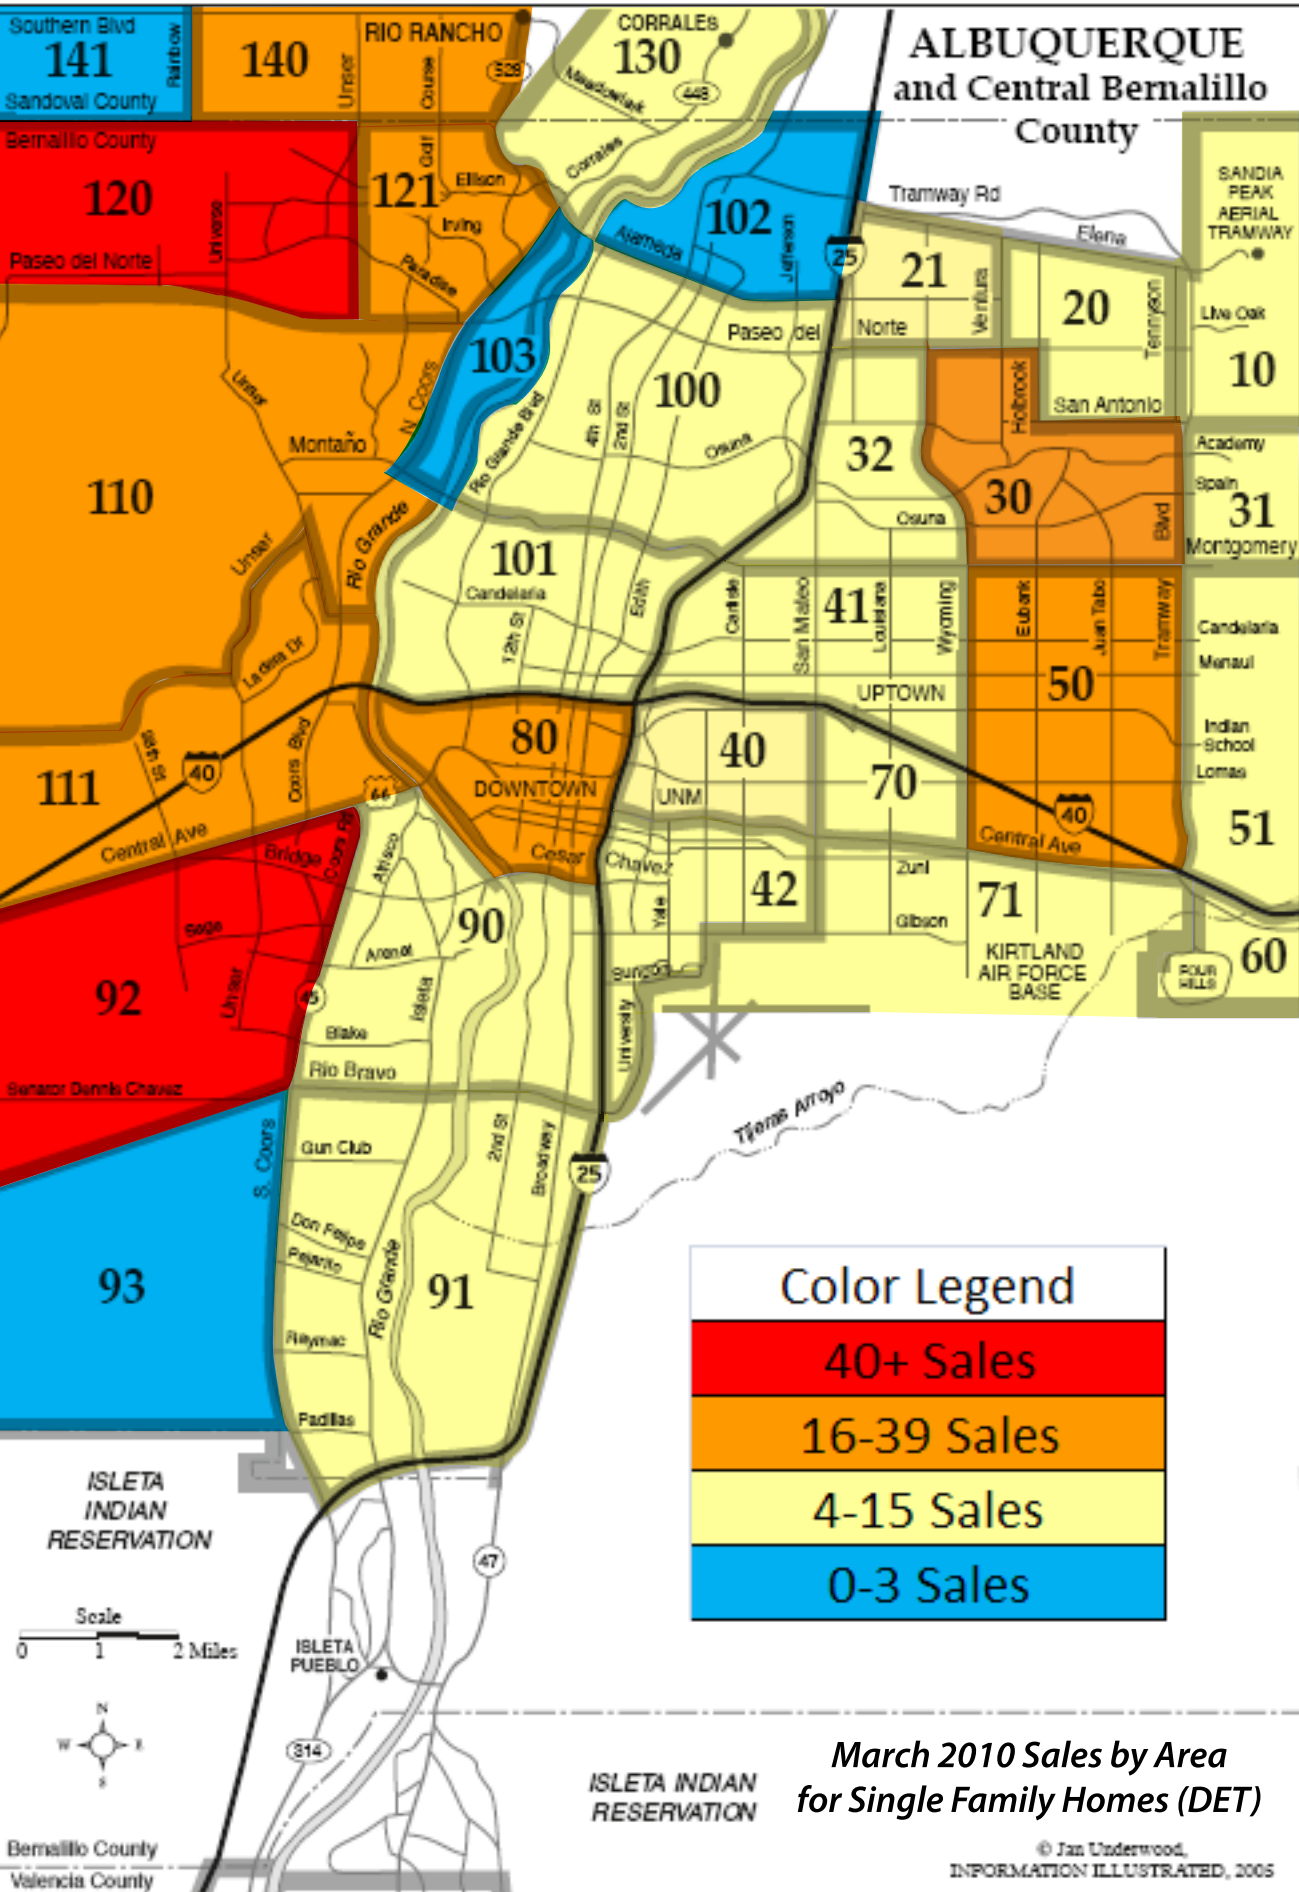 Southern Blvd
141
Rainbow
Sandoval County
140
Unser
RIO RANCHO
Course
528
CORRALES
130
Meadowlark
448
Corrales
ALBUQUERQUE
and Central Bernalillo
County
Bernalillo County
120
Universe
Paseo del Norte
121
Golf
Ellison
Irving
Paradise
102
Alameda
Jefferson
25
Tramway Rd
Elena
SANDIA
PEAK
AERIAL
TRAMWAY
21
Ventura
20
Tennyson
Live Oak
10
Paseo del Norte
103
N. Coors
Rio Grande Blvd
100
4th St
2nd St
Osuna
Unser
Montaño
110
San Antonio
Holbrook
32
30
Osuna
Blvd
Academy
Spain
31
Montgomery
Unser
Rio Grande
101
Candelaria
12th St
Edith
Carlisle
San Mateo
41
Louisiana
Wyoming
Eubank
Juan Tabo
Tramway
Candelaria
Menaul
Ladera Dr
50
UPTOWN
Indian
School
Lomas
98th St
Coors Blvd
40
111
Central Ave
66
80
DOWNTOWN
Cesar Chavez
40
UNM
70
40
Central Ave
51
Bridge
Coors Rd
Atrisco
90
Arenal
Isleta
42
Yale
Zuni
Gibson
71
KIRTLAND
AIR FORCE
BASE
FOUR
HILLS
60
Sage
92
Unser
45
Blake
Rio Bravo
Sunport
University
Senator Dennis Chavez
Tijeras Arroyo
S. Coors
Gun Club
2nd St
Broadway
25
Don Felipe
Pajarito
93
Rio Grande
91
Raymac
Padillas
Color Legend
40+ Sales
16-39 Sales
4-15 Sales
0-3 Sales
ISLETA
INDIAN
RESERVATION
47
Scale
0 1 2 Miles
ISLETA
PUEBLO
N
W E
S
314
ISLETA INDIAN
RESERVATION
March 2010 Sales by Area
for Single Family Homes (DET)
Bernalillo County
Valencia County
© Jan Underwood,
INFORMATION ILLUSTRATED, 2005